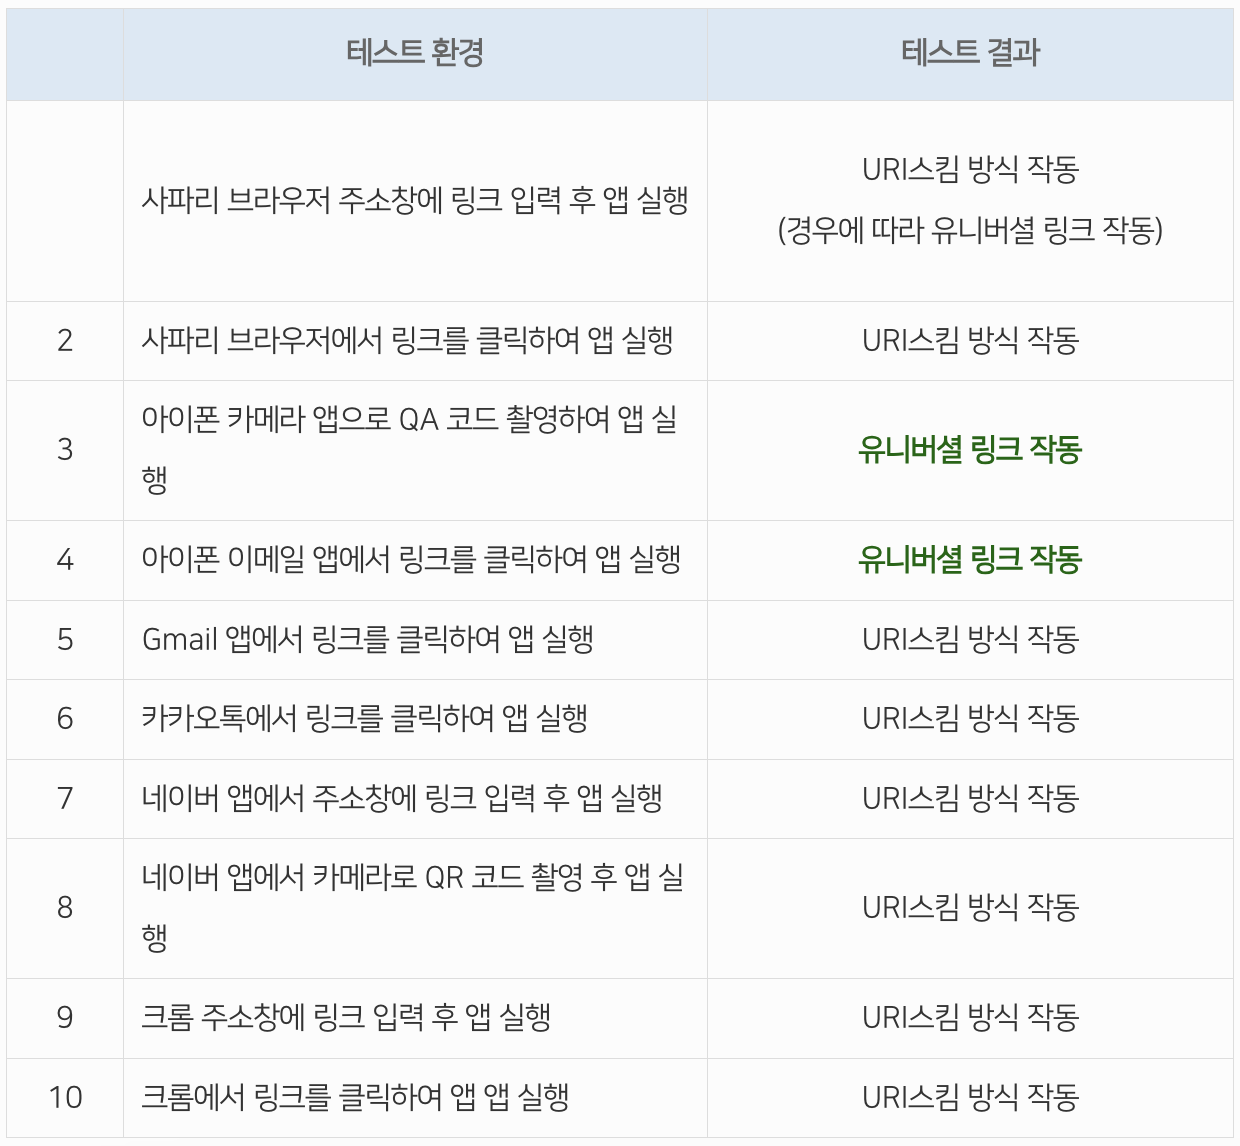 테스트 환경 테스트 결과
사파리 브라우저 주소창에 링크 입력 후 앱 실행
URI스킴 방식 작동
(경우에 따라 유니버셜 링크 작동)
2 사파리 브라우저에서 링크를 클릭하여 앱 실행 URI스킴 방식 작동
3
아이폰 카메라 앱으로 QA 코드 촬영하여 앱 실
행
유니버셜 링크 작동
4 아이폰 이메일 앱에서 링크를 클릭하여 앱 실행 유니버셜 링크 작동
5 Gmail 앱에서 링크를 클릭하여 앱 실행 URI스킴 방식 작동
6 카카오톡에서 링크를 클릭하여 앱 실행 URI스킴 방식 작동
7 네이버 앱에서 주소창에 링크 입력 후 앱 실행 URI스킴 방식 작동
8
네이버 앱에서 카메라로 QR 코드 촬영 후 앱 실
행
URI스킴 방식 작동
9 크롬 주소창에 링크 입력 후 앱 실행 URI스킴 방식 작동
10 크롬에서 링크를 클릭하여 앱 앱 실행 URI스킴 방식 작동